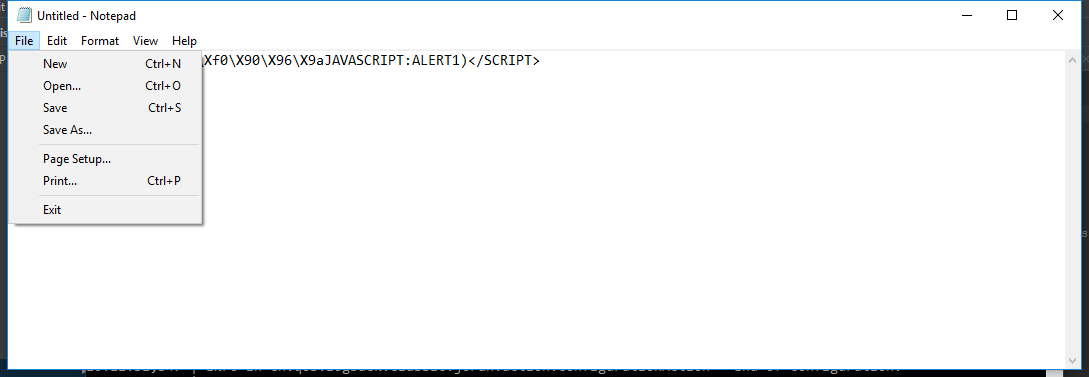 Untitled - Notepad
File Edit Format View Help
\Xf0\X90\X96\X9aJAVASCRIPT:ALERT1)</SCRIPT>
New Ctrl+N
Open... Ctrl+O
Save Ctrl+S
Save As...
Page Setup...
Print... Ctrl+P
Exit